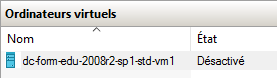 Ordinateurs virtuels
Nom État
dc-form-edu-2008r2-sp1-std-vm1 Désactivé